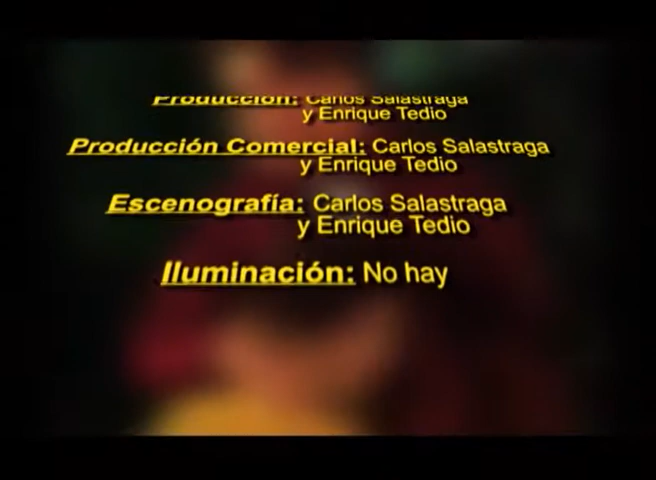 Producción: Carlos Salastraga
y Enrique Tedio
Producción Comercial: Carlos Salastraga
y Enrique Tedio
Escenografía: Carlos Salastraga
y Enrique Tedio
Iluminación: No hay